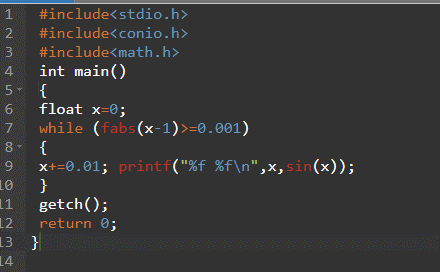 1 #include<stdio.h>
2 #include<conio.h>
3 #include<math.h>
4 int main()
5 {
6 float x=0;
7 while (fabs(x-1)>=0.001)
8 {
9 x+=0.01; printf("%f %f\n",x,sin(x));
10 }
11 getch();
12 return 0;
13 }
14